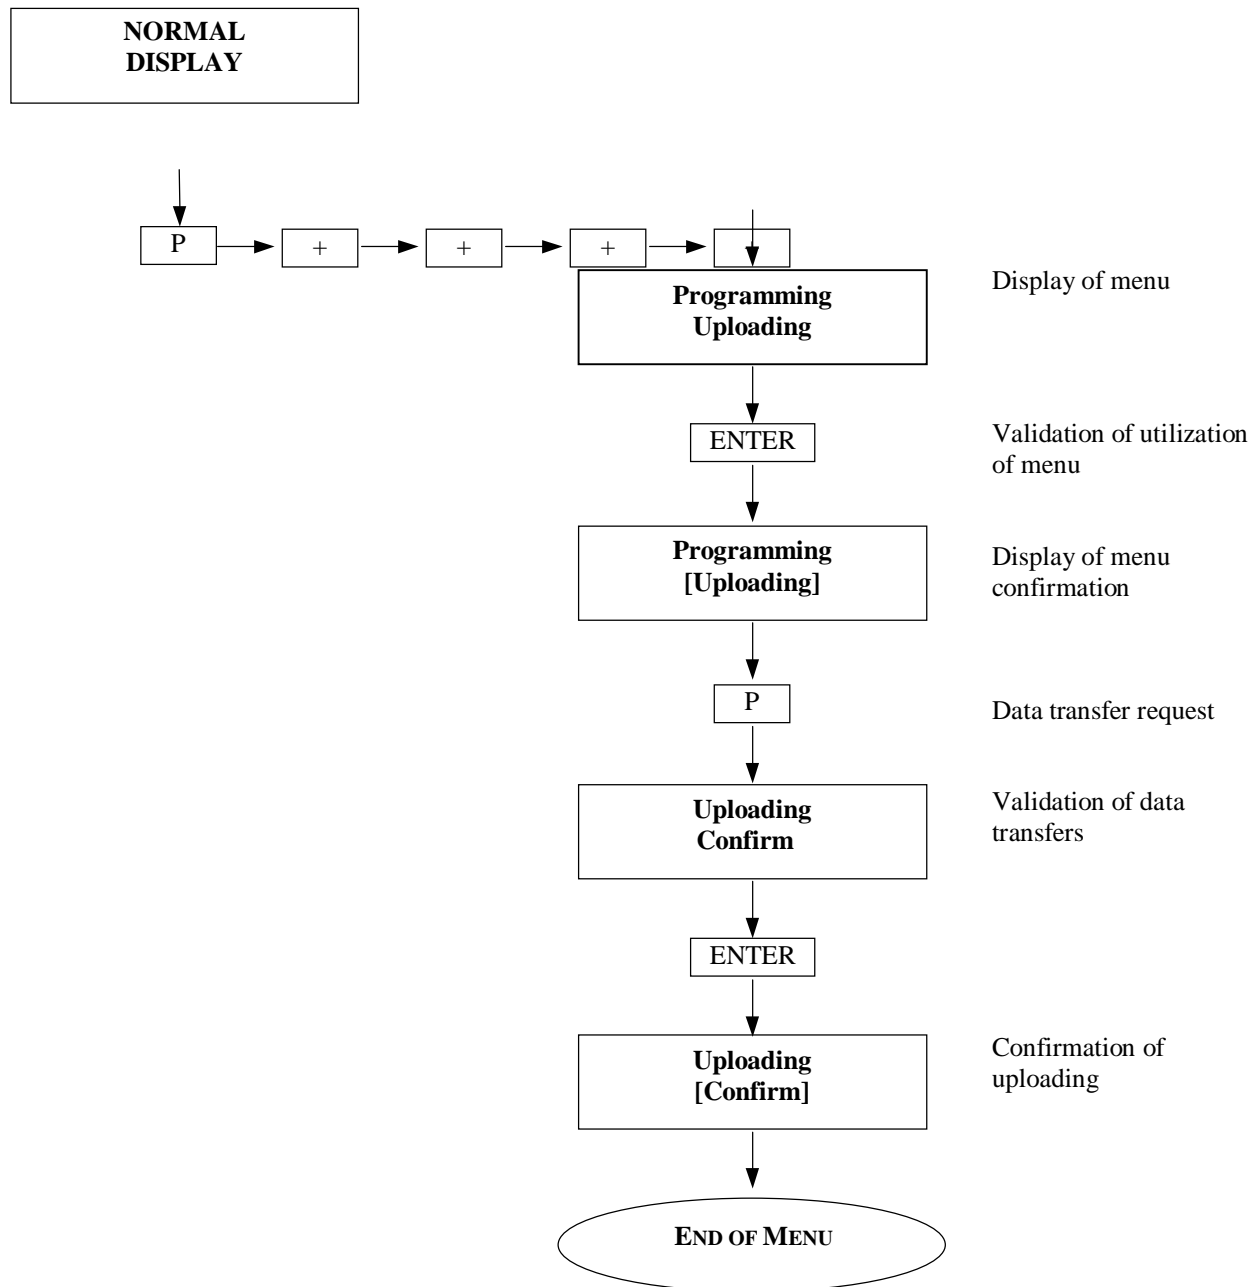 NORMAL
DISPLAY
P
+
+
+
Programming
Uploading
Display of menu
ENTER
Validation of utilization
of menu
Programming
[Uploading]
Display of menu
confirmation
P
Data transfer request
Uploading
Confirm
Validation of data
transfers
ENTER
Uploading
[Confirm]
Confirmation of
uploading
END OF MENU